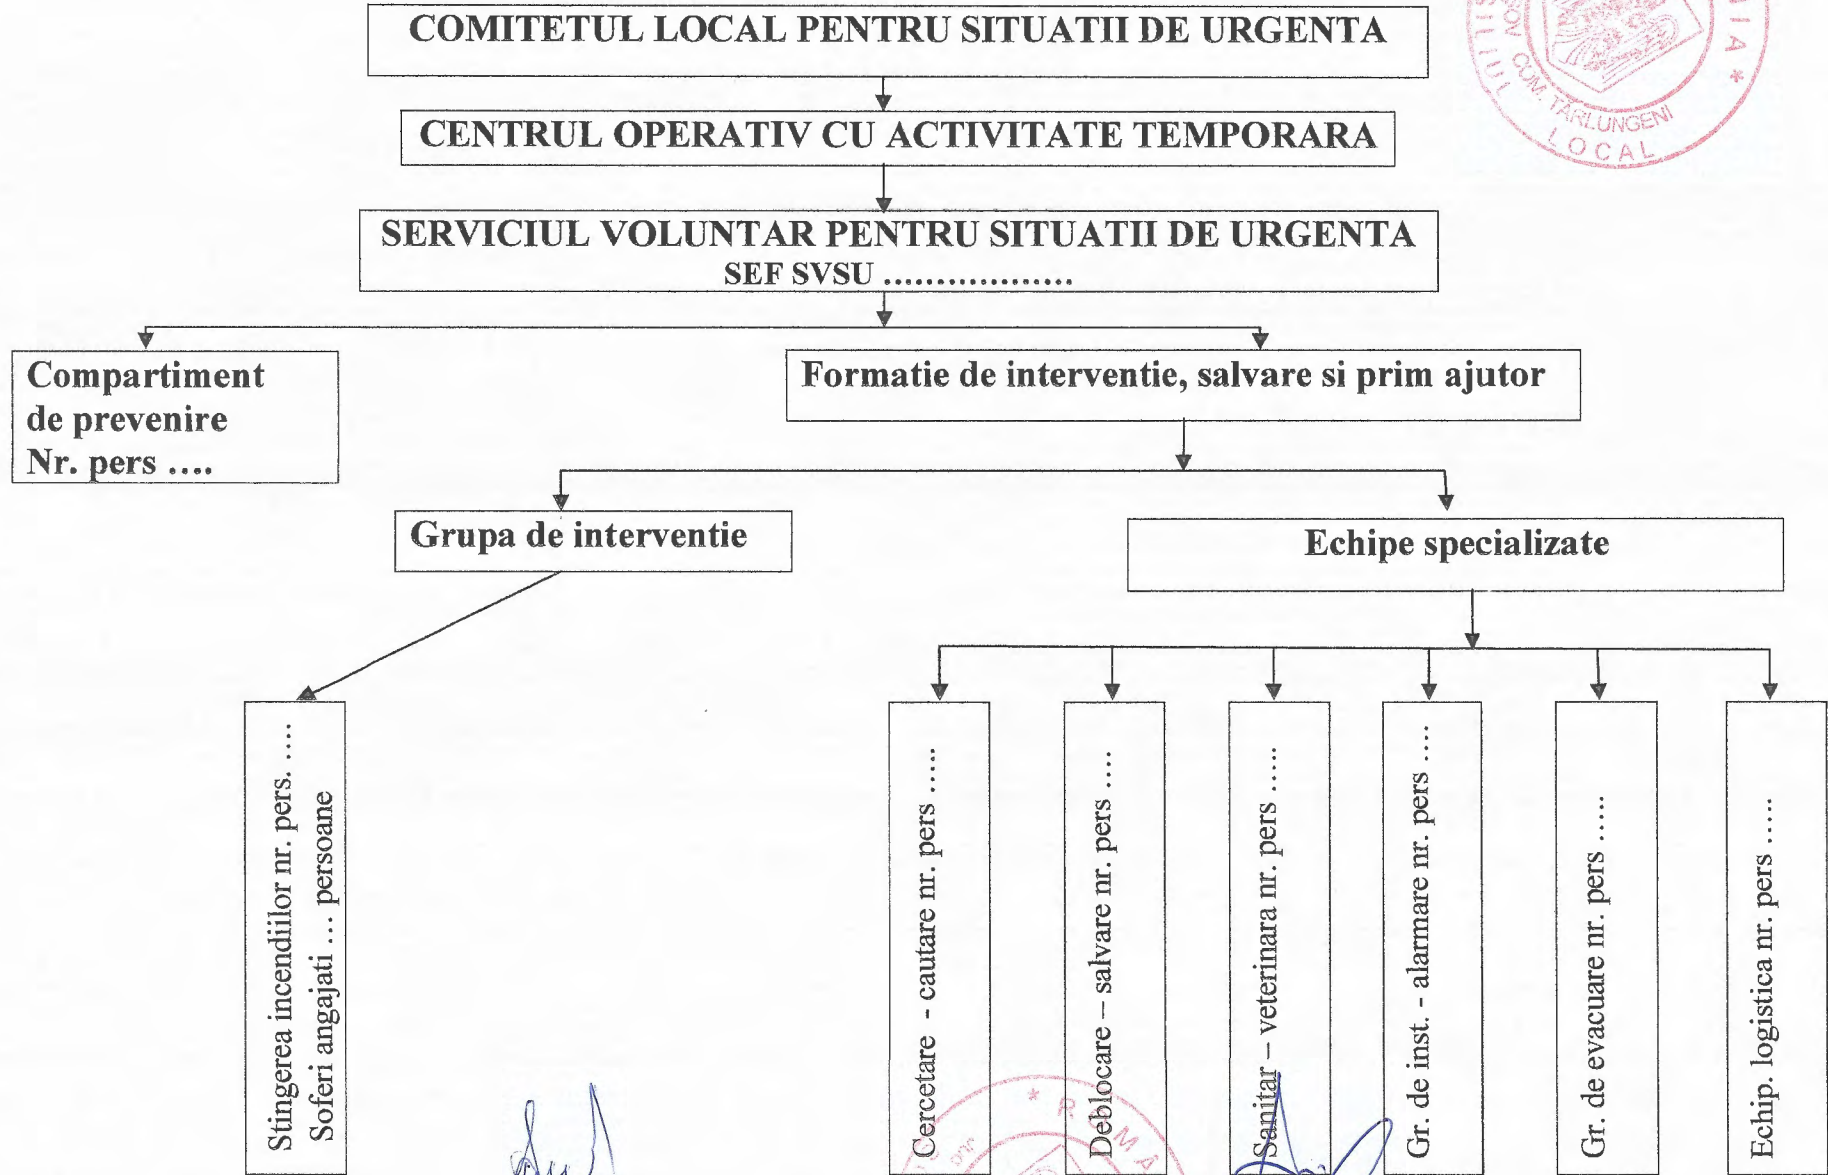 COMITETUL LOCAL PENTRU SITUATII DE URGENTA
CENTRUL OPERATIV CU ACTIVITATE TEMPORARA
SERVICIUL VOLUNTAR PENTRU SITUATII DE URGENTA
SEF SVSU ..................
Compartiment
de prevenire
Nr. pers ....
Formatie de interventie, salvare si prim ajutor
Grupa de interventie
Echipe specializate
Stingerea incendiilor nr. pers. ….
Soferi angajati … persoane
Cercetare - cautare nr. pers …..
Deblocare – salvare nr. pers ….
Sanitar – veterinara nr. pers …..
Gr. de inst. - alarmare nr. pers ….
Gr. de evacuare nr. pers …..
Echip. logistica nr. pers …..
COM. TĂRLUNGENI
LOCAL